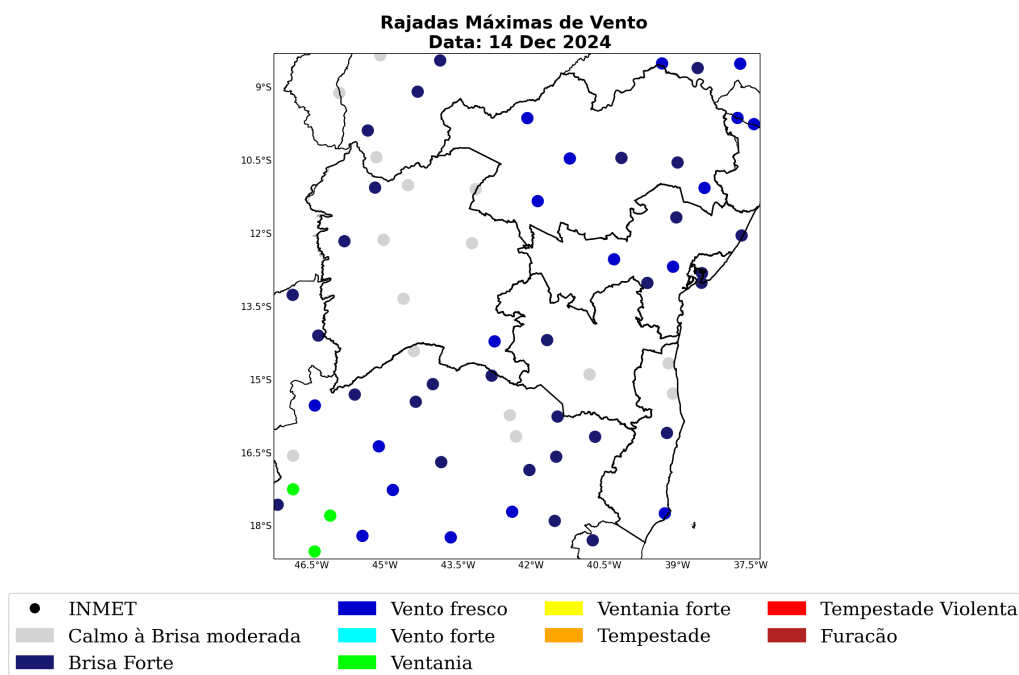 Rajadas Máximas de Vento
Data: 14 Dec 2024
9°S
10.5°S
12°S
13.5°S
15°S
16.5°S
18°S
46.5°W 45°W 43.5°W 42°W 40.5°W 39°W 37.5°W
INMET
Calmo à Brisa moderada
Brisa Forte
Vento fresco
Vento forte
Ventania
Ventania forte
Tempestade
Tempestade Violenta
Furacão